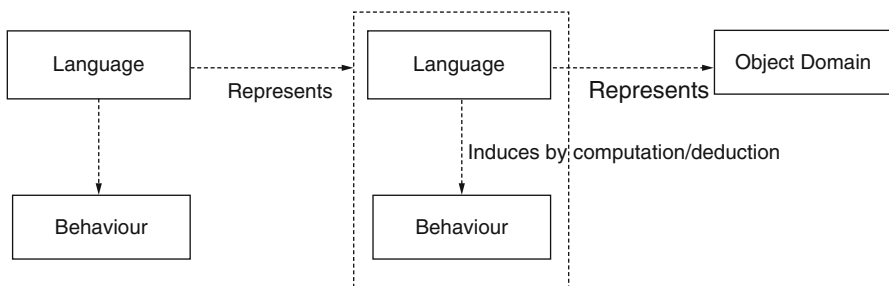 Language
Language
Object Domain
Represents
Represents
Induces by computation/deduction
Behaviour
Behaviour